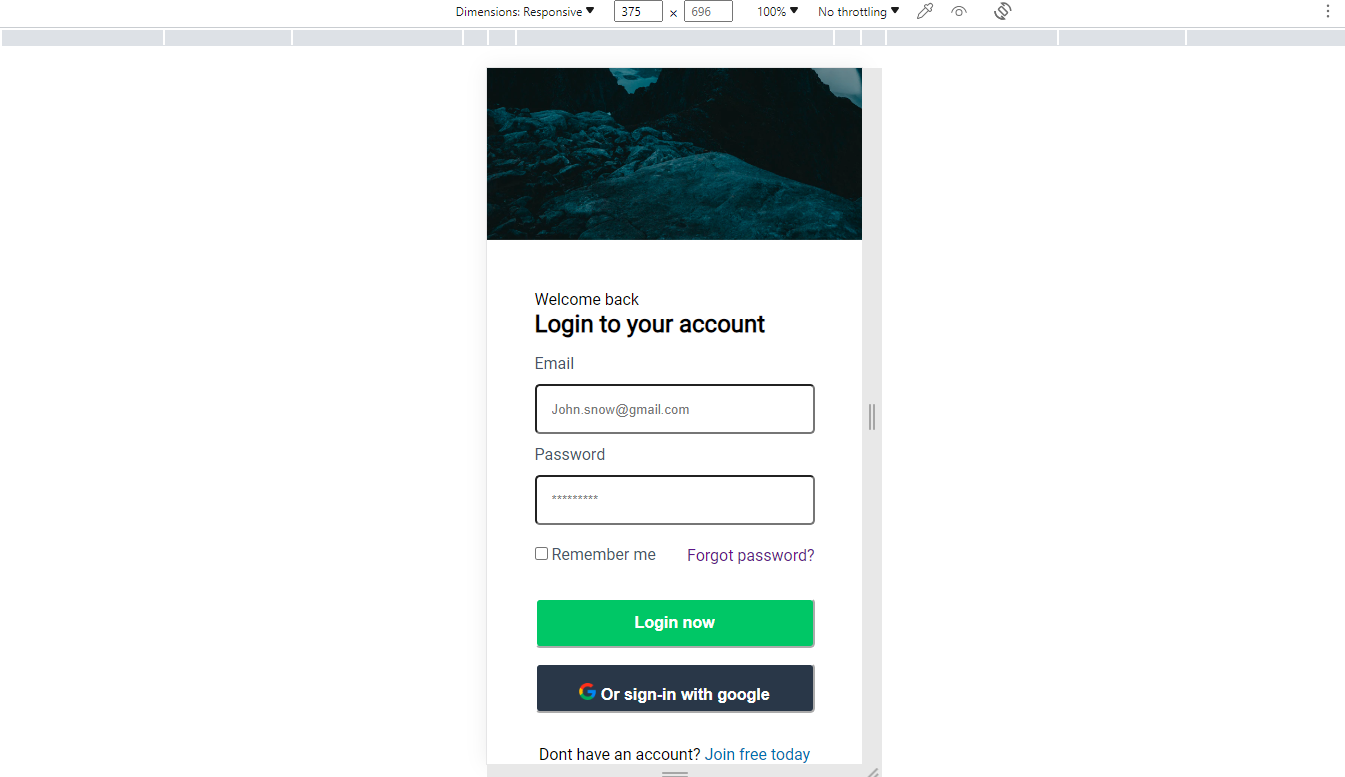 Dimensions: Responsive 375 x 696 100% No throttling
Welcome back
Login to your account
Email
John.snow@gmail.com
Password
*********
Remember me Forgot password?
Login now
Or sign-in with google
Dont have an account? Join free today